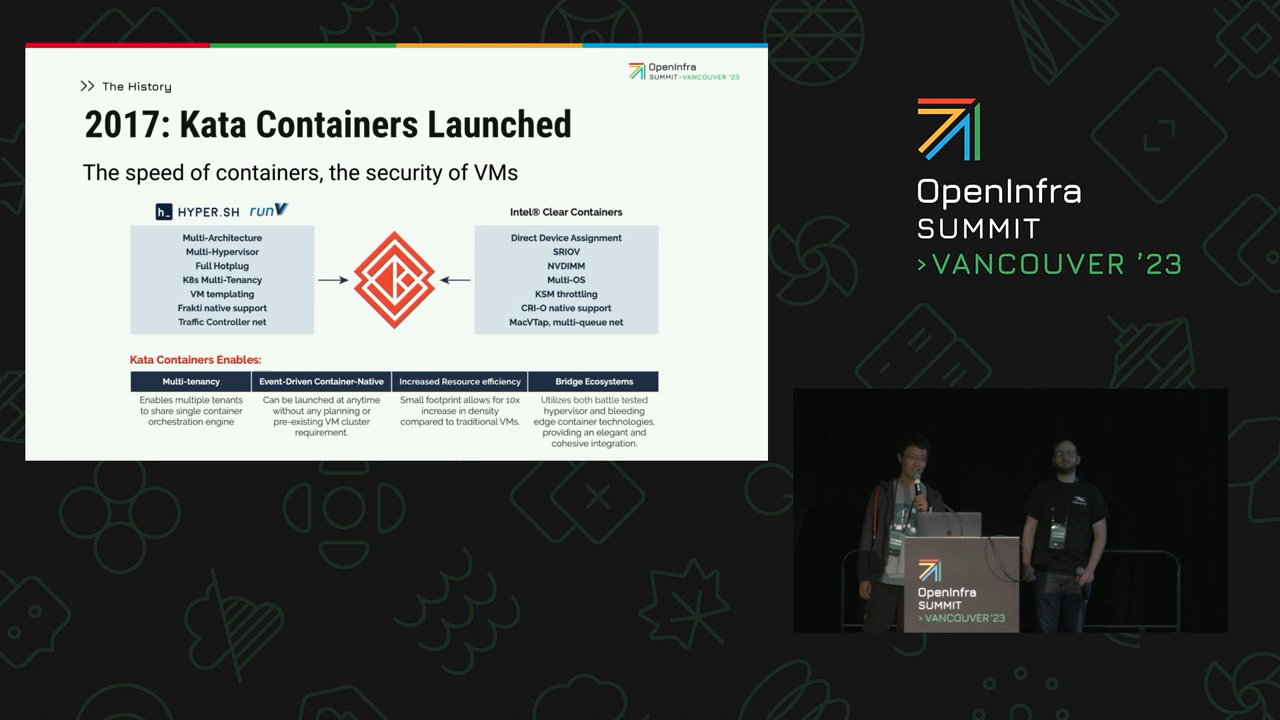 >> The History
OpenInfra
SUMMIT >VANCOUVER '23
2017: Kata Containers Launched
The speed of containers, the security of VMs
h_ HYPER.SH runV
Multi-Architecture
Multi-Hypervisor
Full Hotplug
K8s Multi-Tenancy
VM templating
Frakti native support
Traffic Controller net
Intel® Clear Containers
Direct Device Assignment
SRIOV
NVDIMM
Multi-OS
KSM throttling
CRI-O native support
MacVTap, multi-queue net
Kata Containers Enables:
Multi-tenancy
Enables multiple tenants
to share single container
orchestration engine
Event-Driven Container-Native
Can be launched at anytime
without any planning or
pre-existing VM cluster
requirement.
Increased Resource efficiency
Small footprint allows for 10x
increase in density
compared to traditional VMs.
Bridge Ecosystems
Utilizes both battle tested
hypervisor and bleeding
edge container technologies,
providing an elegant and
cohesive integration.
OpenInfra
SUMMIT
>VANCOUVER '23
OpenInfra
SUMMIT
>VANCOUVER '23